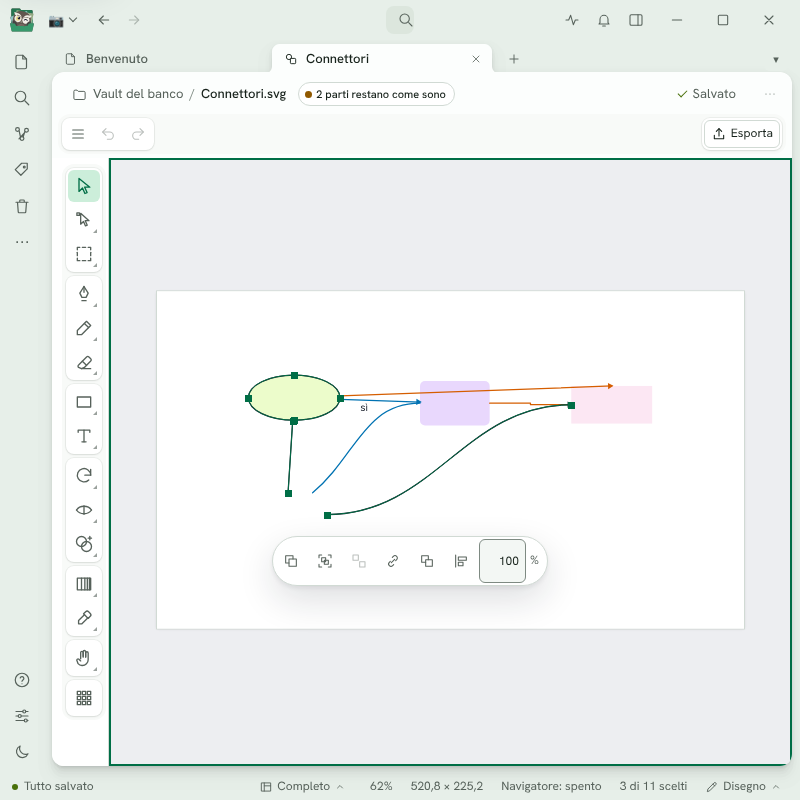 Benvenuto
Connettori
Vault del banco / Connettori.svg
2 parti restano come sono
Salvato
Esporta
sì
100 %
Tutto salvato
Completo
62%
520,8 × 225,2
Navigatore: spento
3 di 11 scelti
Disegno